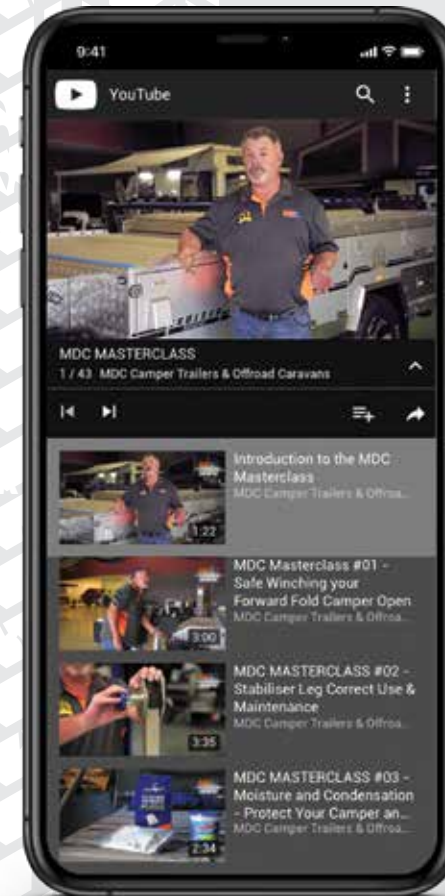 9:41
YouTube
MDC MASTERCLASS
1 / 43 MDC Camper Trailers & Offroad Caravans
Introduction to the MDC
Masterclass
MDC Camper Trailers & Offroa...
1:22
MDC Masterclass #01 -
Safe Winching your
Forward Fold Camper Open
MDC Camper Trailers & Offroa...
3:00
MDC MASTERCLASS #02 -
Stabiliser Leg Correct Use &
Maintenance
MDC Camper Trailers & Offroa...
3:35
MDC MASTERCLASS #03 -
Moisture and Condensation
- Protect Your Camper an...
MDC Camper Trailers & Offroa...
2:34